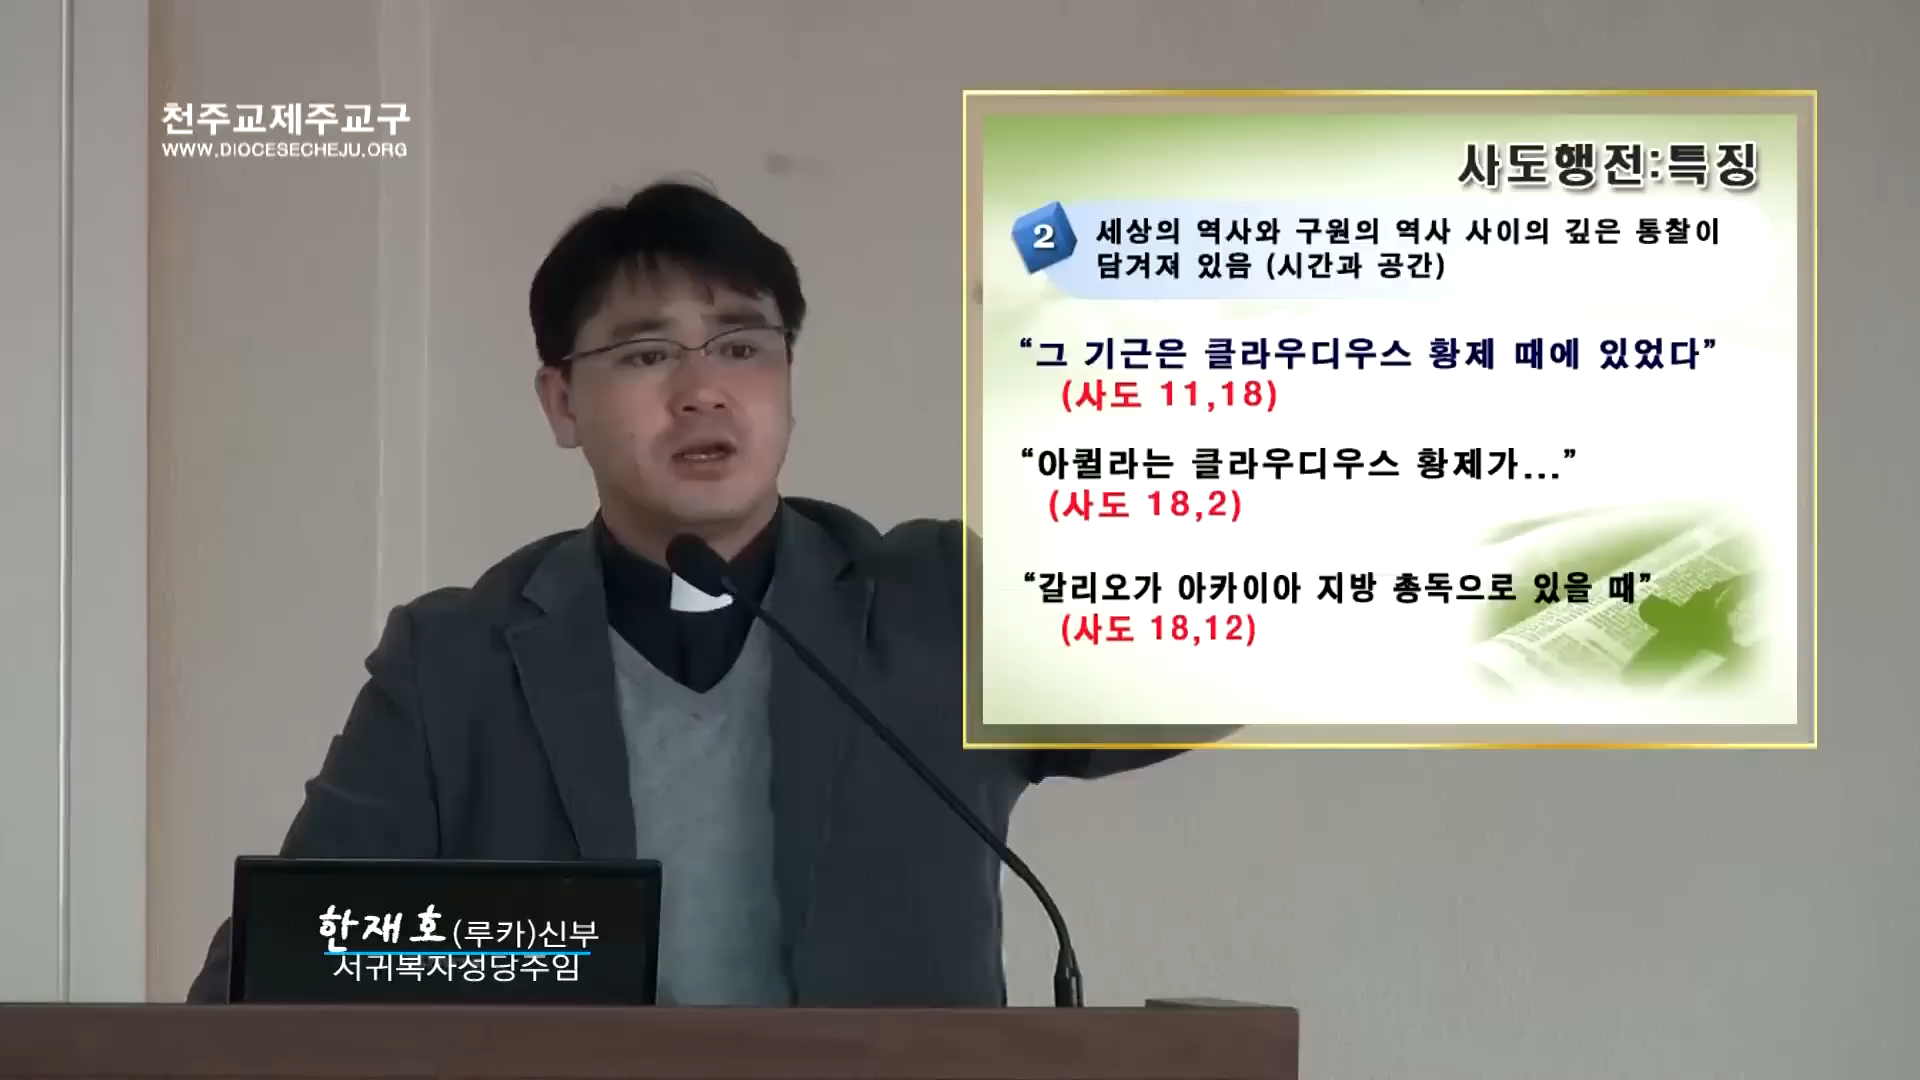 천주교제주교구
WWW.DIOCESECHEJU.ORG
사도행전:특징
2
세상의 역사와 구원의 역사 사이의 깊은 통찰이
담겨져 있음 (시간과 공간)
“그 기근은 클라우디우스 황제 때에 있었다”
(사도 11,18)
“아퀼라는 클라우디우스 황제가...”
(사도 18,2)
“갈리오가 아카이아 지방 총독으로 있을 때”
(사도 18,12)
한재호(루카)신부
서귀복자성당주임